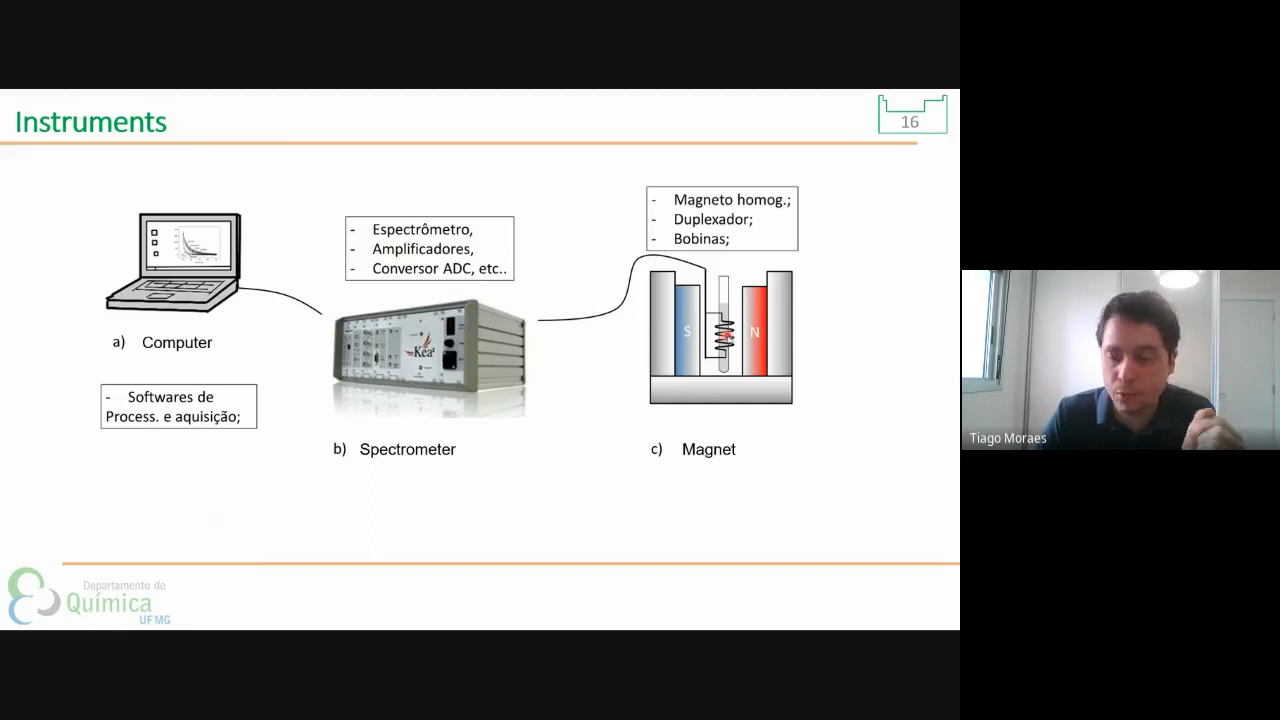 Instruments
16
- Espectrômetro,
- Amplificadores,
- Conversor ADC, etc..
- Magneto homog.;
- Duplexador;
- Bobinas;
S
N
Kea²
a) Computer
- Softwares de
Process. e aquisição;
b) Spectrometer
c) Magnet
Departamento de
Química
UFMG
Tiago Moraes